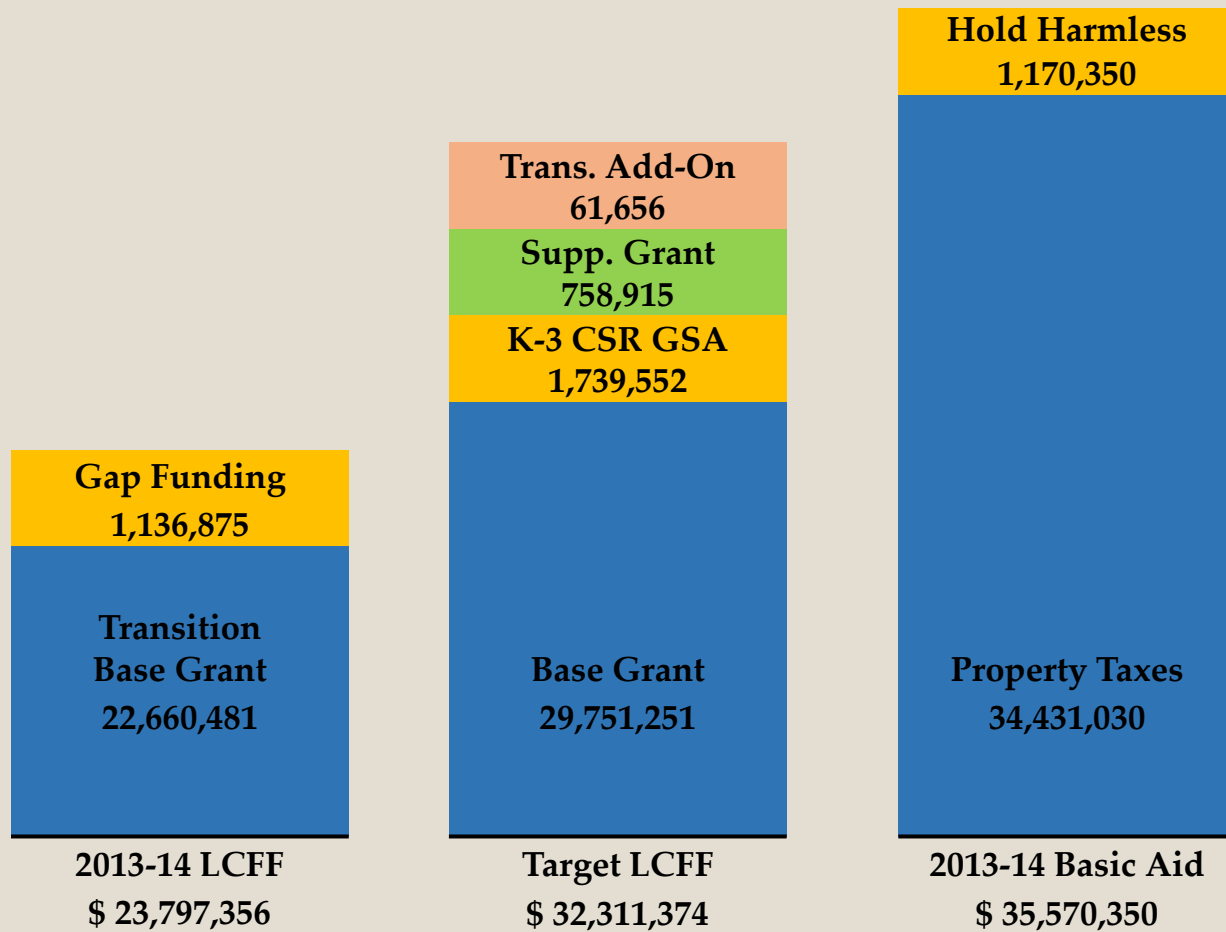 Gap Funding
1,136,875
Transition
Base Grant
22,660,481
2013-14 LCFF
$ 23,797,356
Trans. Add-On
61,656
Supp. Grant
758,915
K-3 CSR GSA
1,739,552
Base Grant
29,751,251
Target LCFF
$ 32,311,374
Hold Harmless
1,170,350
Property Taxes
34,431,030
2013-14 Basic Aid
$ 35,570,350